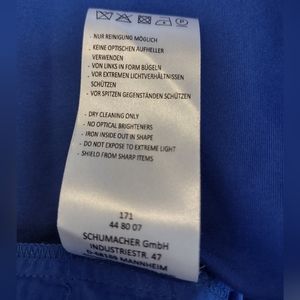 - NUR REINIGUNG MÖGLICH
- KEINE OPTISCHEN AUFHELLER
VERWENDEN
- VON LINKS IN FORM BÜGELN
- VOR EXTREMEN LICHTVERHÄLTNISSEN
SCHÜTZEN
- VOR SPITZEN GEGENSTÄNDEN SCHÜTZEN
- DRY CLEANING ONLY
- NO OPTICAL BRIGHTENERS
- IRON INSIDE OUT IN SHAPE
- DO NOT EXPOSE TO EXTREME LIGHT
- SHIELD FROM SHARP ITEMS
171
44 80 07
SCHUMACHER GmbH
INDUSTRIESTR. 47
D-68169 MANNHEIM